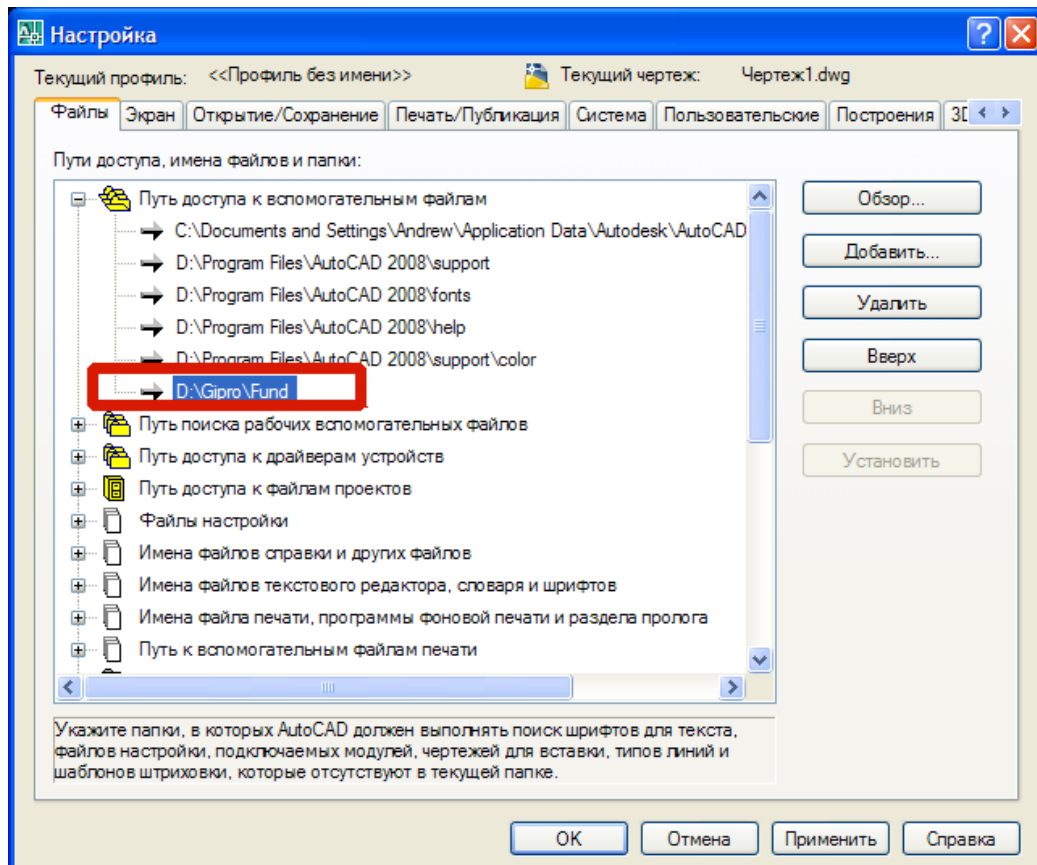 Настройка
Текущий профиль: <<Профиль без имени>> Текущий чертеж: Чертеж1.dwg
Файлы Экран Открытие/Сохранение Печать/Публикация Система Пользовательские Построения 3D
Пути доступа, имена файлов и папки:
Путь доступа к вспомогательным файлам Обзор...
C:\Documents and Settings\Andrew\Application Data\Autodesk\AutoCAD
D:\Program Files\AutoCAD 2008\support Добавить...
D:\Program Files\AutoCAD 2008\fonts Удалить
D:\Program Files\AutoCAD 2008\help
D:\Program Files\AutoCAD 2008\support\color Вверх
D:\Gipro\Fund
Путь поиска рабочих вспомогательных файлов Вниз
Путь доступа к драйверам устройств Установить
Путь доступа к файлам проектов
Файлы настройки
Имена файлов справки и других файлов
Имена файлов текстового редактора, словаря и шрифтов
Имена файла печати, программы фоновой печати и раздела пролога
Путь к вспомогательным файлам печати
Укажите папки, в которых AutoCAD должен выполнять поиск шрифтов для текста,
файлов настройки, подключаемых модулей, чертежей для вставки, типов линий и
шаблонов штриховки, которые отсутствуют в текущей папке.
OK Отмена Применить Справка